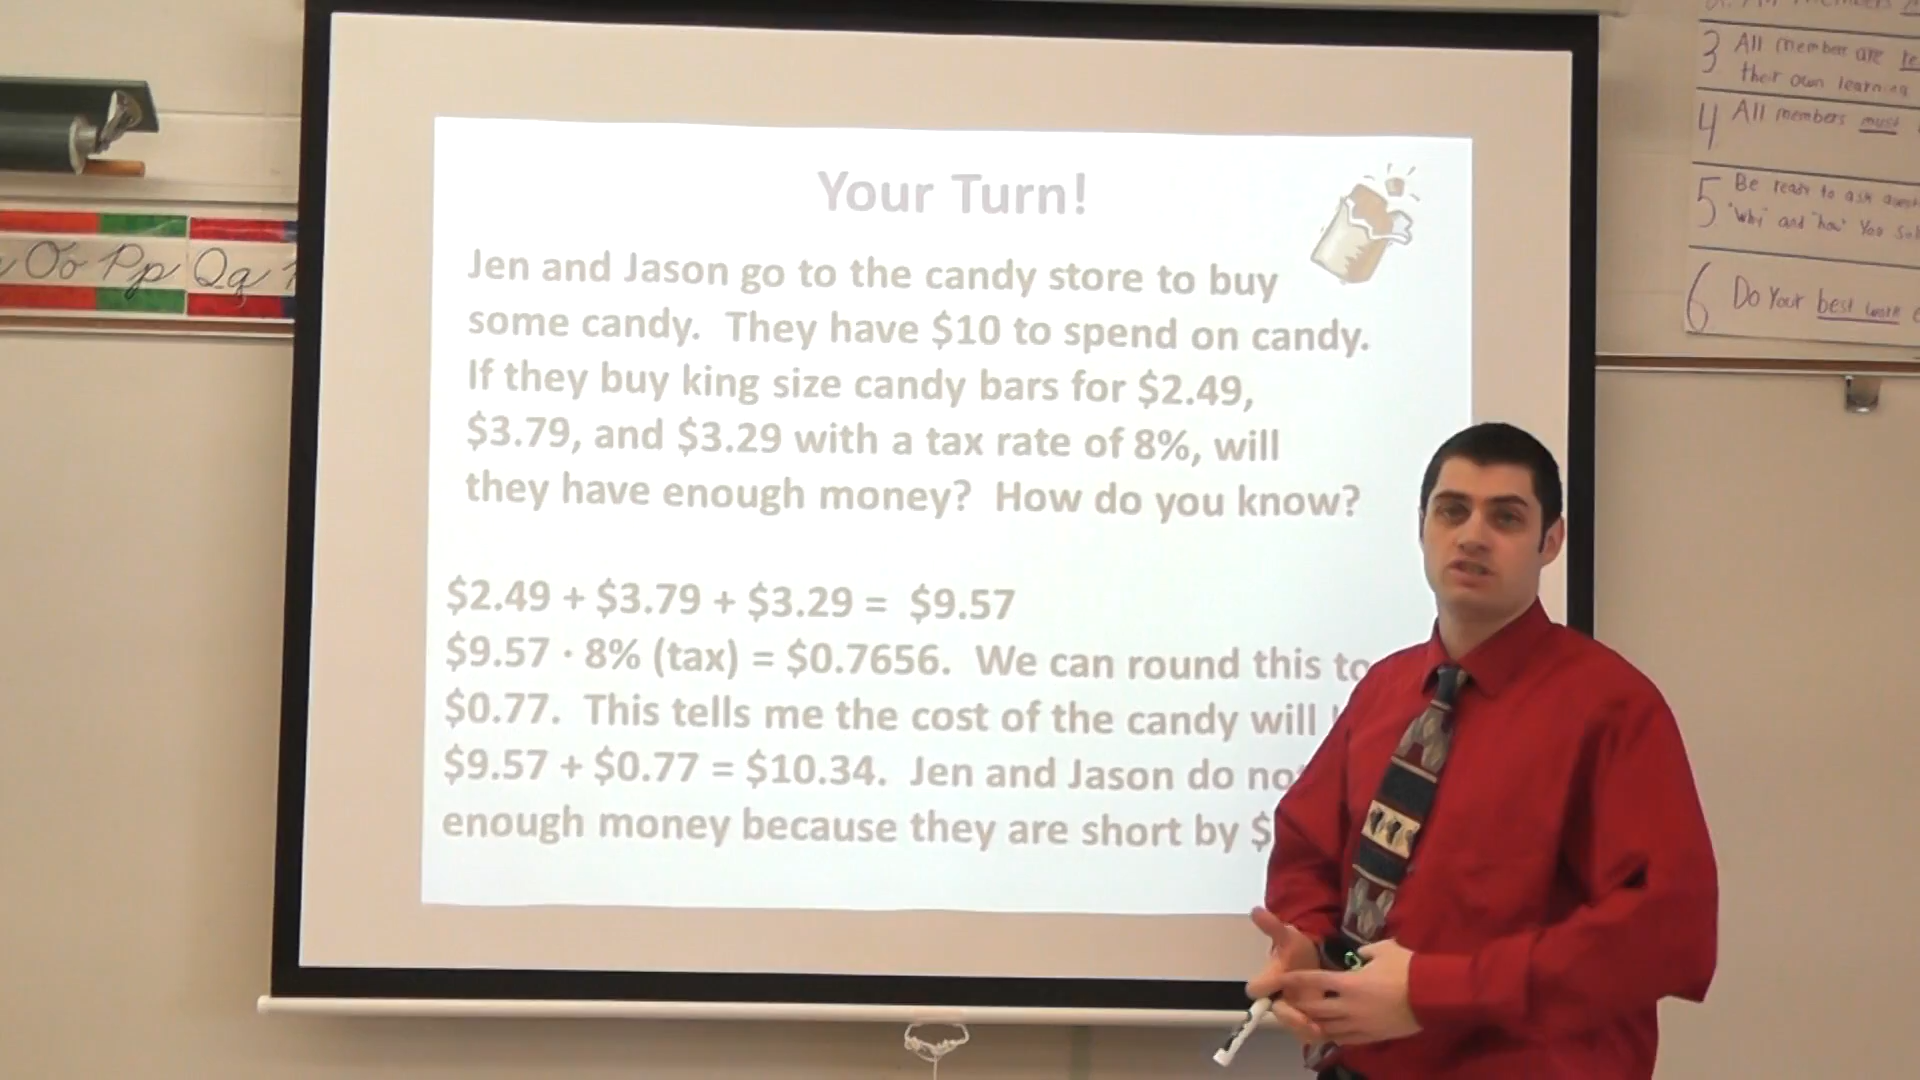 Your Turn!
Jen and Jason go to the candy store to buy
some candy.  They have $10 to spend on candy.
If they buy king size candy bars for $2.49,
$3.79, and $3.29 with a tax rate of 8%, will
they have enough money?  How do you know?
$2.49 + $3.79 + $3.29 =  $9.57
$9.57 · 8% (tax) = $0.7656.  We can round this to
$0.77.  This tells me the cost of the candy will
$9.57 + $0.77 = $10.34.  Jen and Jason do
enough money because they are short by $
Oo Pp Qq
3 All members are
their own learning
4 All members must
5 Be ready to ask
"why" and "how" You
6 Do Your best work